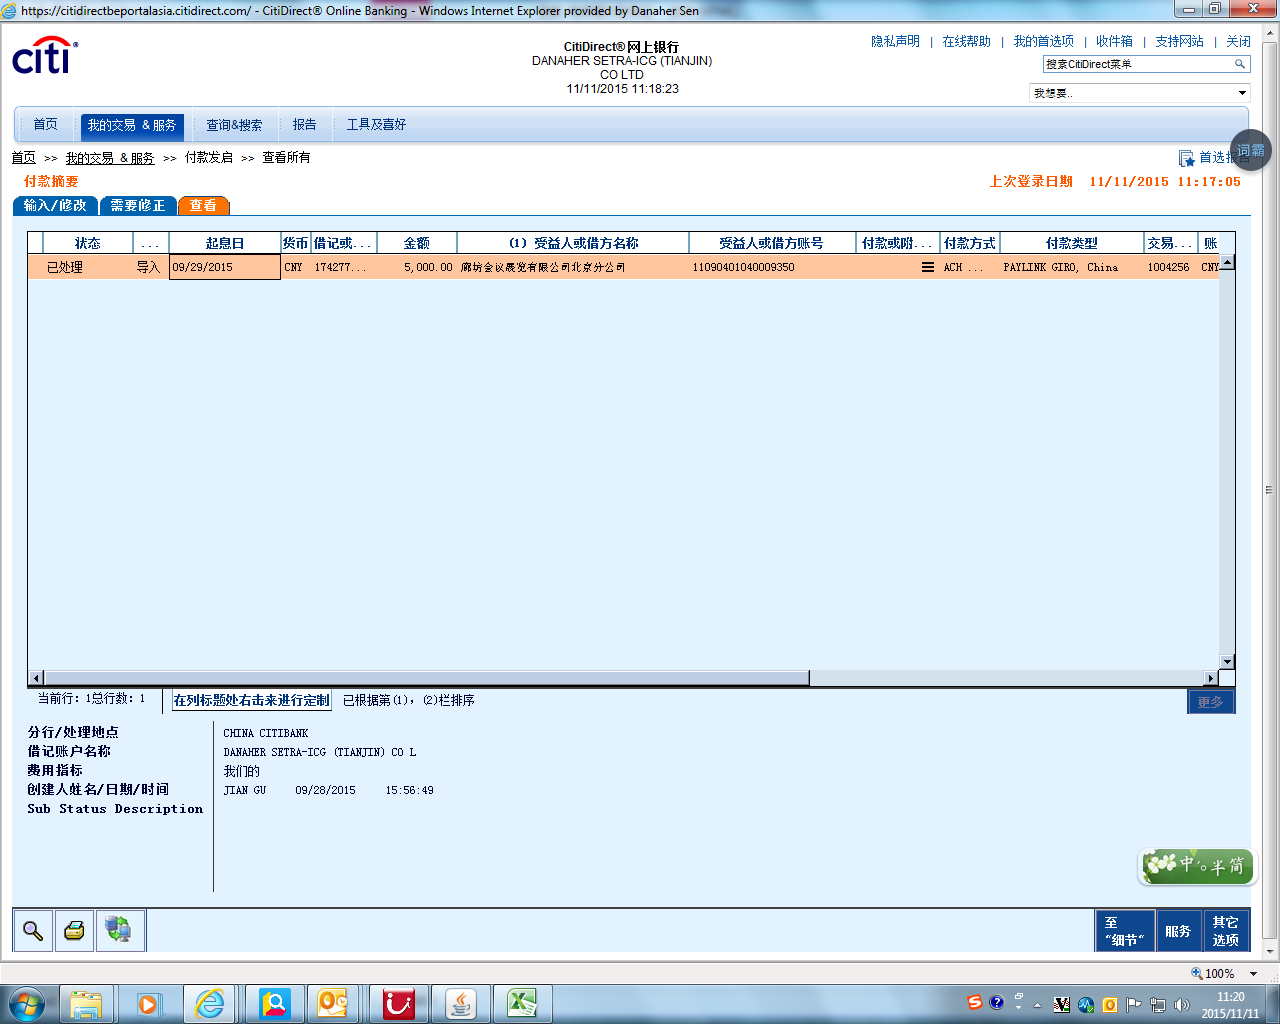 https://citidirectbeportalasia.citidirect.com/ - CitiDirect® Online Banking - Windows Internet Explorer provided by Danaher Sen
citi®
CitiDirect®网上银行
DANAHER SETRA-ICG (TIANJIN)
CO LTD
11/11/2015 11:18:23
隐私声明 | 在线帮助 | 我的首选项 | 收件箱 | 支持网站 | 关闭
搜索CitiDirect菜单
我想要..
首页 我的交易 & 服务 查询&搜索 报告 工具及喜好
首页 >> 我的交易 & 服务 >> 付款发启 >> 查看所有
首选报告
词霸
付款摘要
上次登录日期 11/11/2015 11:17:05
输入/修改 需要修正 查看
状态 ... 起息日 货币 借记或... 金额 (1) 受益人或借方名称 受益人或借方账号 付款或附... 付款方式 付款类型 交易... 账
已处理 导入 09/29/2015 CNY 174277... 5,000.00 廊坊会议展览有限公司北京分公司 11090401040009350 ACH ... PAYLINK GIRO, China 1004256 CNY
当前行: 1总行数: 1 在列标题处右击来进行定制 已根据第(1), (2)栏排序
更多
分行/处理地点 CHINA CITIBANK
借记账户名称 DANAHER SETRA-ICG (TIANJIN) CO L
费用指标 我们的
创建人姓名/日期/时间 JIAN GU 09/28/2015 15:56:49
Sub Status Description
中 半 简
至
"细节"
服务
其它
选项
100%
11:20
2015/11/11